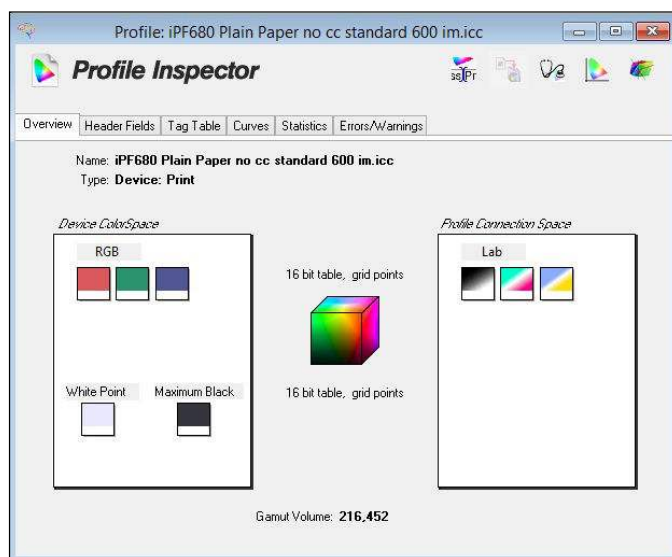 Profile: iPF680 Plain Paper no cc standard 600 im.icc
Profile Inspector
ss Pr
Overview Header Fields Tag Table Curves Statistics Errors/Warnings
Name: iPF680 Plain Paper no cc standard 600 im.icc
Type: Device: Print
Device ColorSpace
Profile Connection Space
RGB
Lab
16 bit table, grid points
White Point
Maximum Black
16 bit table, grid points
Gamut Volume: 216,452